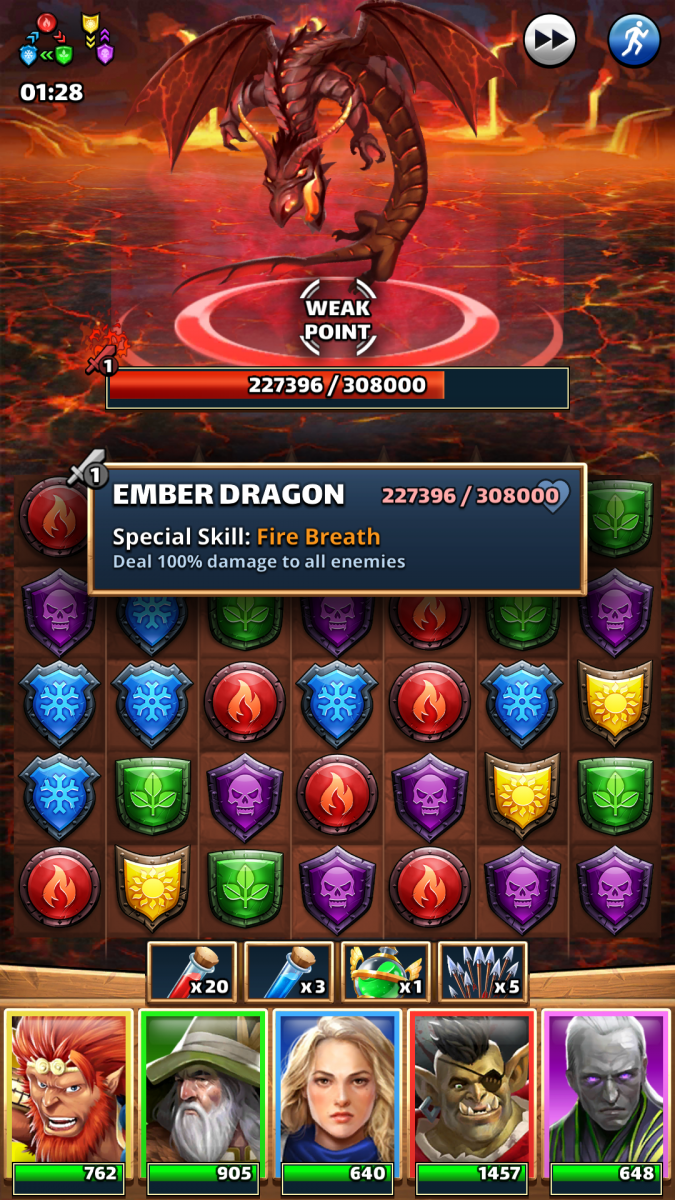 01:28
WEAK
POINT
1
227396/308000
1
EMBER DRAGON 227396/308000
Special Skill: Fire Breath
Deal 100% damage to all enemies
x20 x3 x1 x5
762 905 640 1457 648